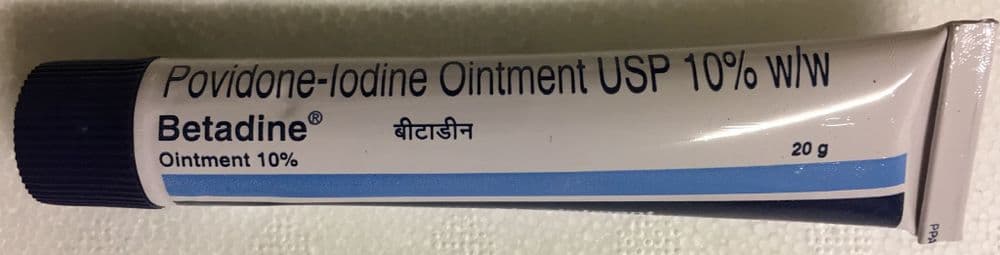 Povidone-Iodine Ointment USP 10% w/w
Betadine® बीटाडीन
Ointment 10%
20 g